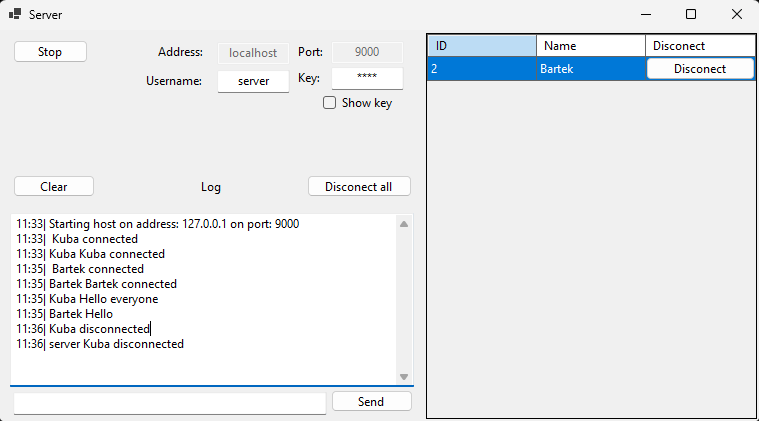 Server
Stop
Address: localhost Port: 9000
Username: server Key: ****
Show key
Clear Log Disconect all
11:33| Starting host on address: 127.0.0.1 on port: 9000
11:33|  Kuba connected
11:33| Kuba Kuba connected
11:35|  Bartek connected
11:35| Bartek Bartek connected
11:35| Kuba Hello everyone
11:35| Bartek Hello
11:36| Kuba disconnected
11:36| server Kuba disconnected
Send
ID Name Disconect
2 Bartek Disconect